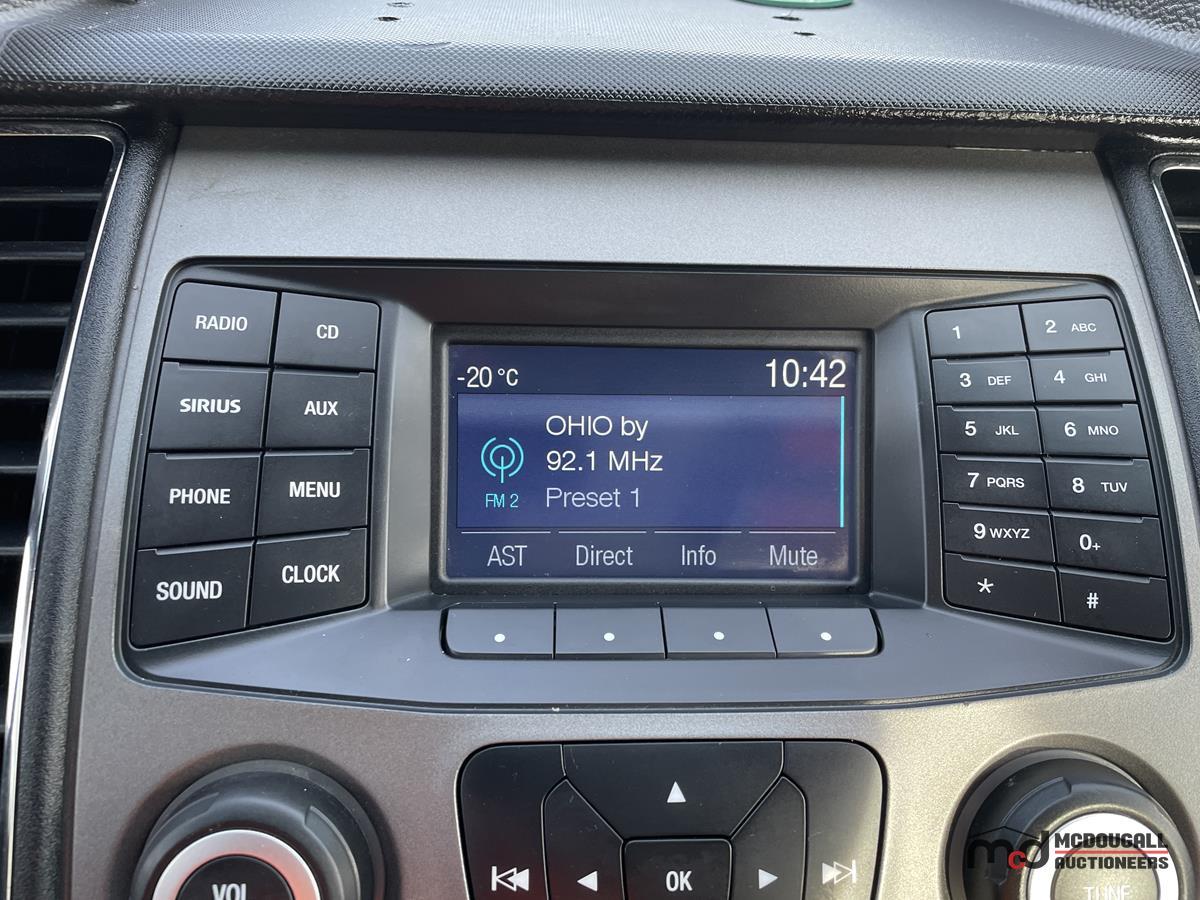 -20 °C
10:42
OHIO by
92.1 MHz
FM 2
Preset 1
AST Direct Info Mute
RADIO CD
SIRIUS AUX
PHONE MENU
SOUND CLOCK
1 2 ABC
3 DEF 4 GHI
5 JKL 6 MNO
7 PQRS 8 TUV
9 WXYZ 0+
* #
VOL
OK
TUNE
mcd MCDOUGALL
AUCTIONEERS